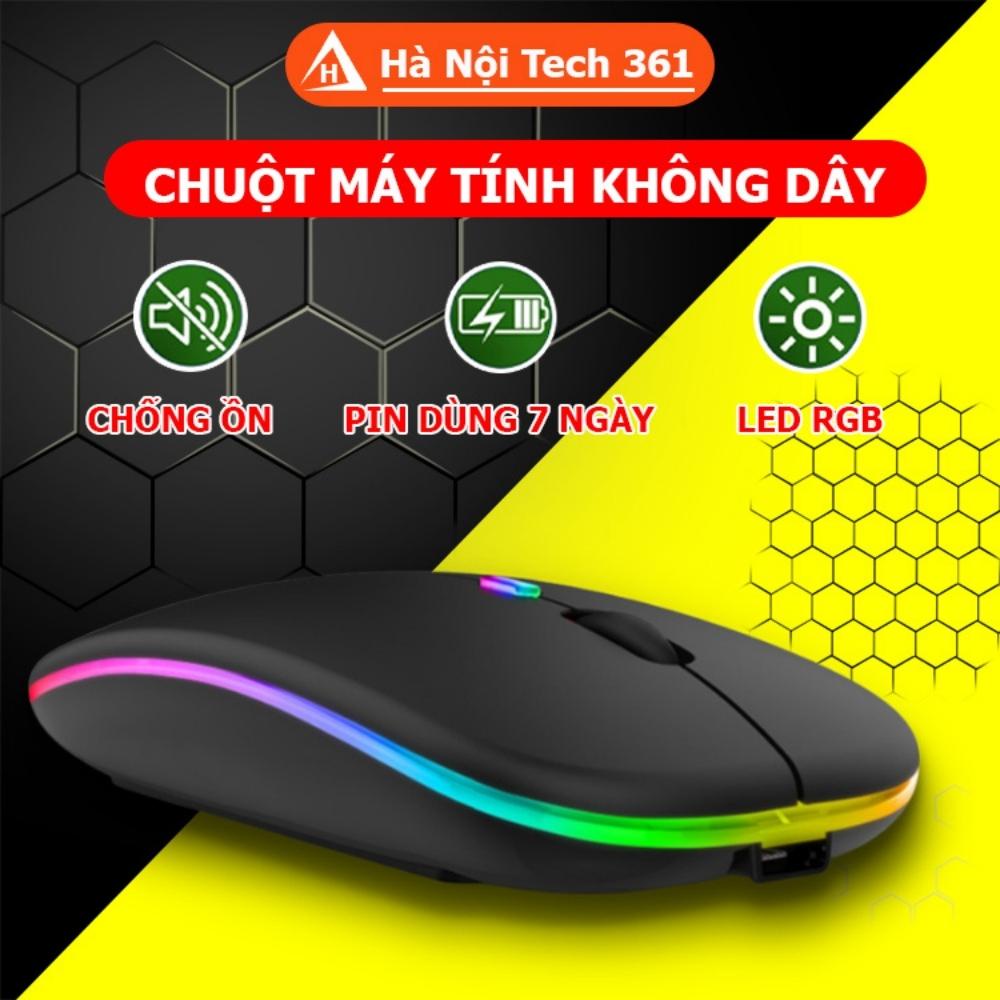 H
Hà Nội Tech 361
CHUỘT MÁY TÍNH KHÔNG DÂY
CHỐNG ỒN
PIN DÙNG 7 NGÀY
LED RGB